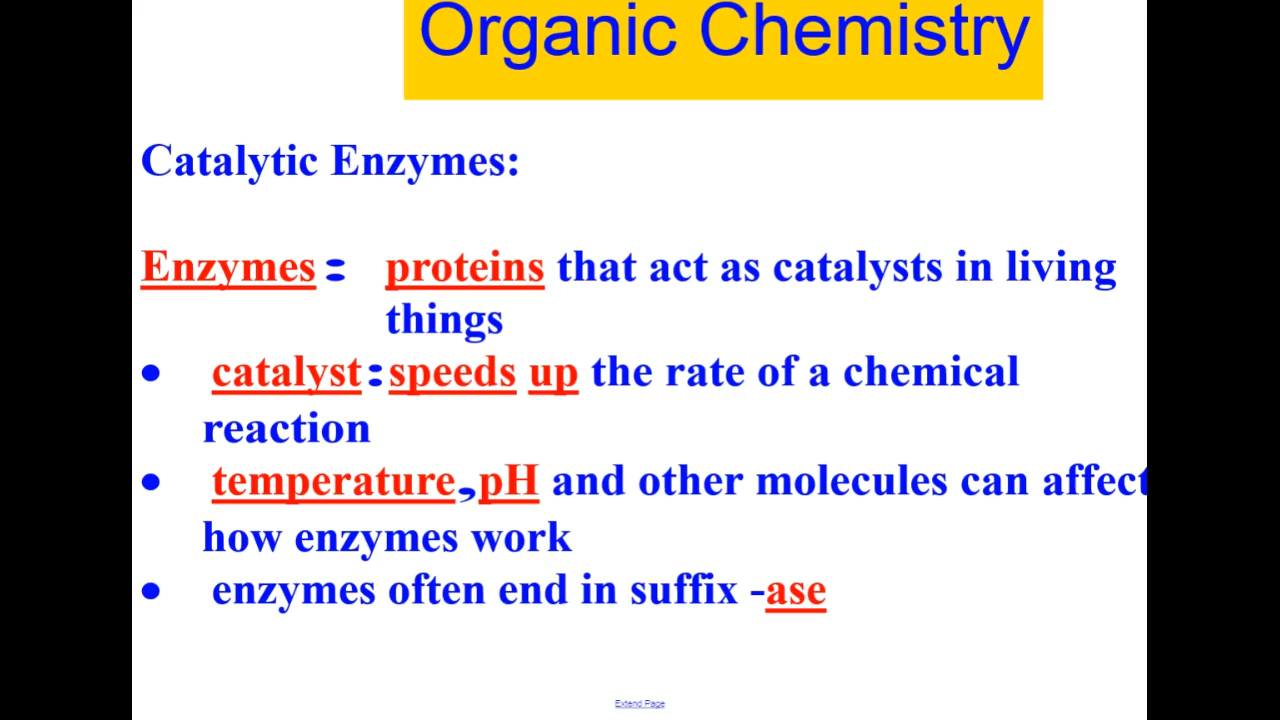 Organic Chemistry
Catalytic Enzymes:
Enzymes: proteins that act as catalysts in living
things
• catalyst: speeds up the rate of a chemical
reaction
• temperature, pH and other molecules can affect
how enzymes work
• enzymes often end in suffix -ase
Extend Page